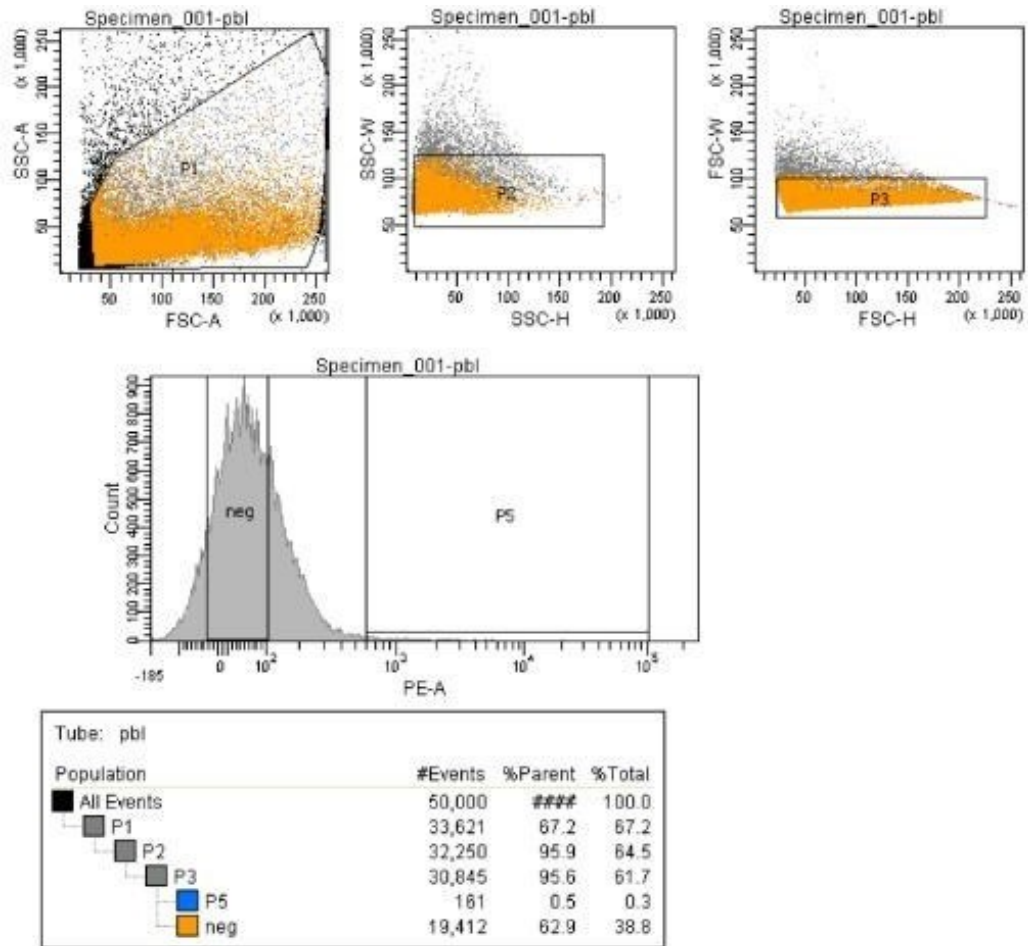 Specimen_001-pbl
SSC-A
(x 1,000)
50 100 150 200 250
P1
50 100 150 200 250
FSC-A
(x 1,000)
Specimen_001-pbl
SSC-W
(x 1,000)
50 100 150 200 250
P2
50 100 150 200 250
SSC-H
(x 1,000)
Specimen_001-pbl
FSC-W
(x 1,000)
50 100 150 200 250
P3
50 100 150 200 250
FSC-H
(x 1,000)
Specimen_001-pbl
Count
0 100 200 300 400 500 600 700 800 900
neg
P5
-185 0 10² 10³ 10⁴ 10⁵
PE-A
Tube: pbl
Population #Events %Parent %Total
All Events 50,000 #### 100.0
P1 33,621 67.2 67.2
P2 32,250 95.9 64.5
P3 30,845 95.6 61.7
P5 161 0.5 0.3
neg 19,412 62.9 38.8